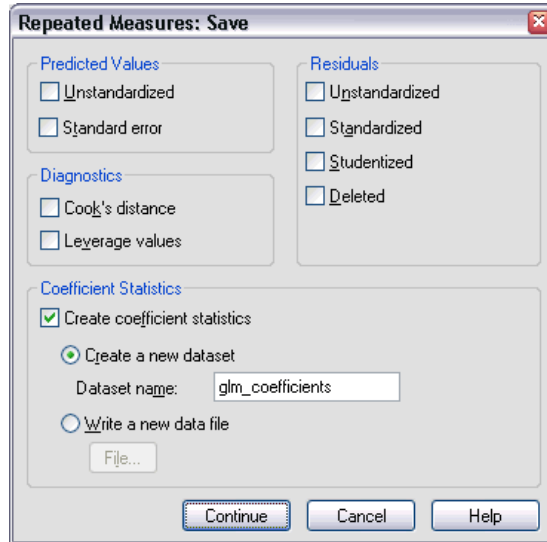 Repeated Measures: Save
Predicted Values
Unstandardized
Standard error
Diagnostics
Cook's distance
Leverage values
Residuals
Unstandardized
Standardized
Studentized
Deleted
Coefficient Statistics
Create coefficient statistics
Create a new dataset
Dataset name: glm_coefficients
Write a new data file
File...
Continue Cancel Help